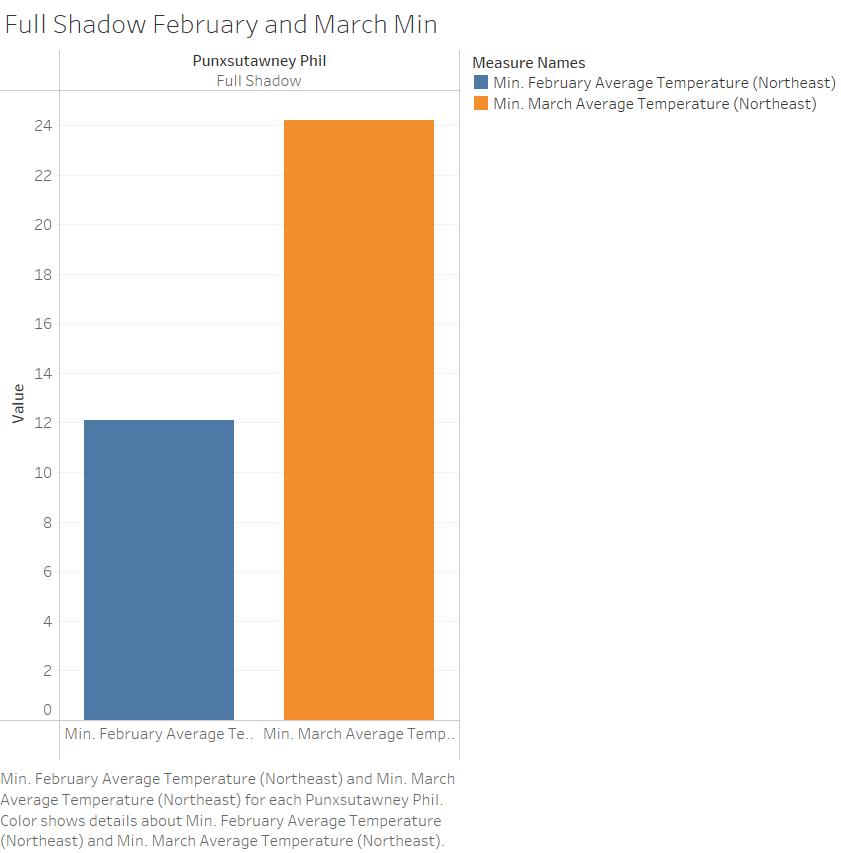 Full Shadow February and March Min
Punxsutawney Phil
Full Shadow
Measure Names
Min. February Average Temperature (Northeast)
Min. March Average Temperature (Northeast)
24
22
20
18
16
14
12
10
8
6
4
2
0
Value
Min. February Average Te..
Min. March Average Temp..
Min. February Average Temperature (Northeast) and Min. March
Average Temperature (Northeast) for each Punxsutawney Phil.
Color shows details about Min. February Average Temperature
(Northeast) and Min. March Average Temperature (Northeast).